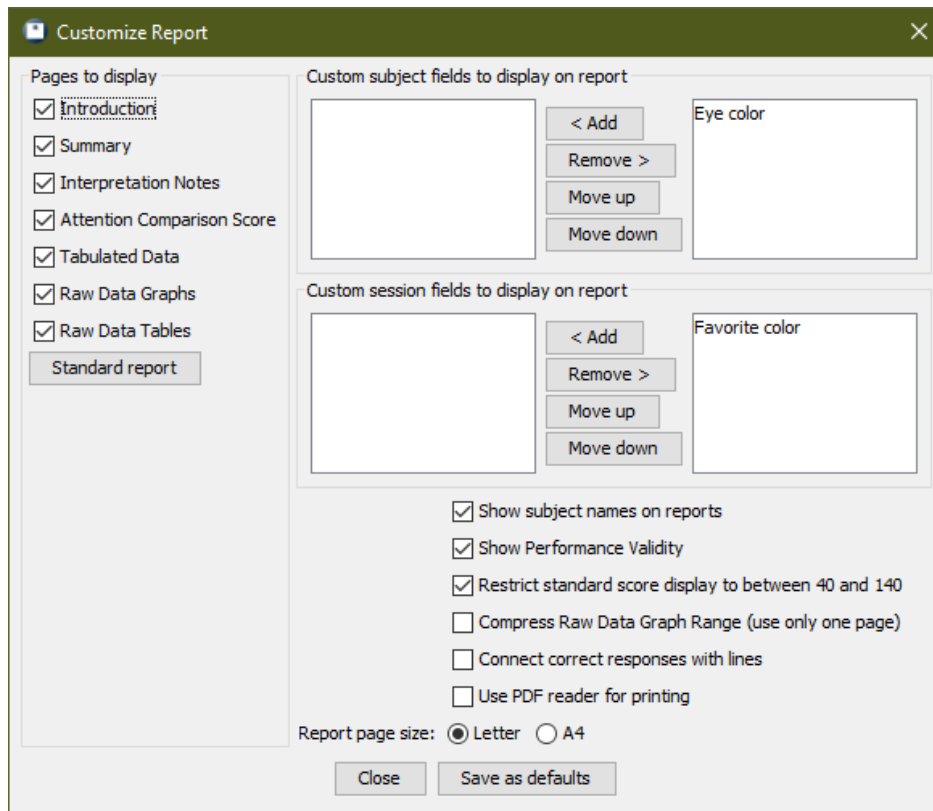 Customize Report
Pages to display
Introduction
Summary
Interpretation Notes
Attention Comparison Score
Tabulated Data
Raw Data Graphs
Raw Data Tables
Standard report
Custom subject fields to display on report
< Add
Remove >
Move up
Move down
Eye color
Custom session fields to display on report
< Add
Remove >
Move up
Move down
Favorite color
Show subject names on reports
Show Performance Validity
Restrict standard score display to between 40 and 140
Compress Raw Data Graph Range (use only one page)
Connect correct responses with lines
Use PDF reader for printing
Report page size: Letter A4
Close Save as defaults